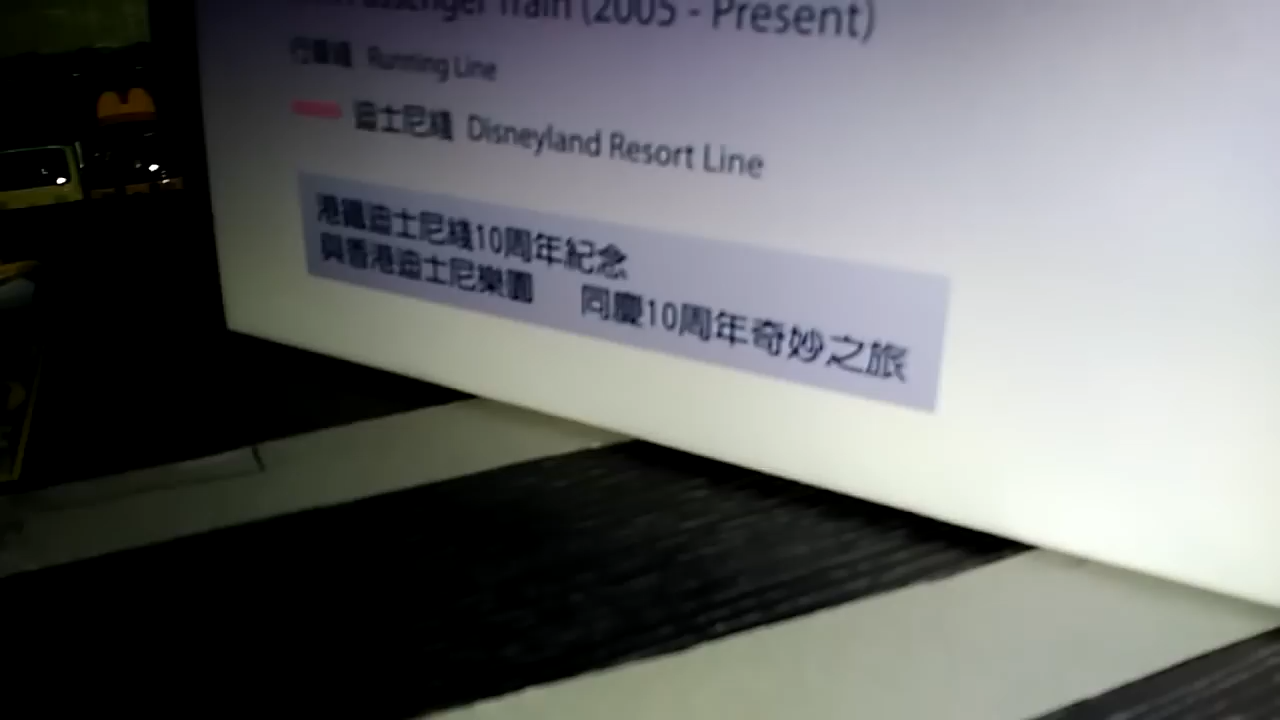 Passenger Train (2005 - Present)
行車綫 Running Line
迪士尼綫 Disneyland Resort Line
港鐵迪士尼綫10周年紀念
與香港迪士尼樂園 同慶10周年奇妙之旅